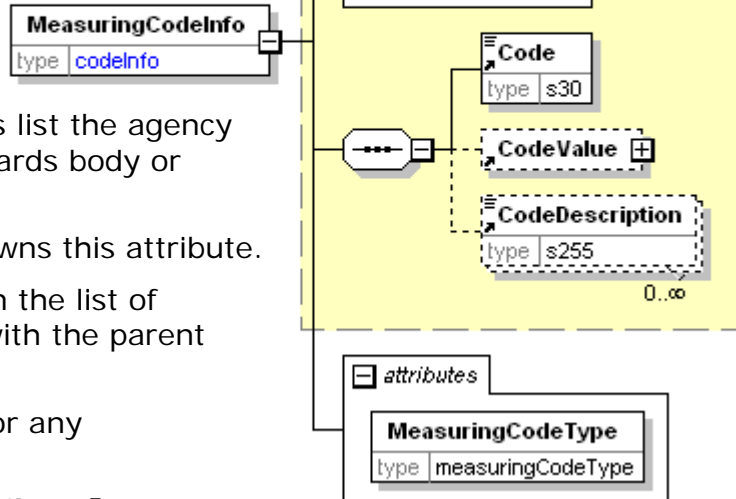 MeasuringCodeInfo
type codeInfo
s list the agency
ards body or
wns this attribute.
n the list of
with the parent
or any
Code
type s30
CodeValue
CodeDescription
type s255
0..∞
attributes
MeasuringCodeType
type measuringCodeType